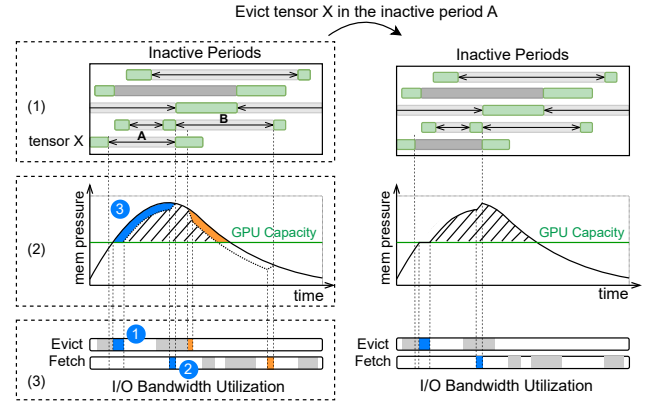 Evict tensor X in the inactive period A
Inactive Periods
Inactive Periods
(1)
B
A
tensor X
3
(2)
mem pressure
GPU Capacity
time
mem pressure
GPU Capacity
time
1
Evict
Fetch
2
(3)
I/O Bandwidth Utilization
Evict
Fetch
I/O Bandwidth Utilization